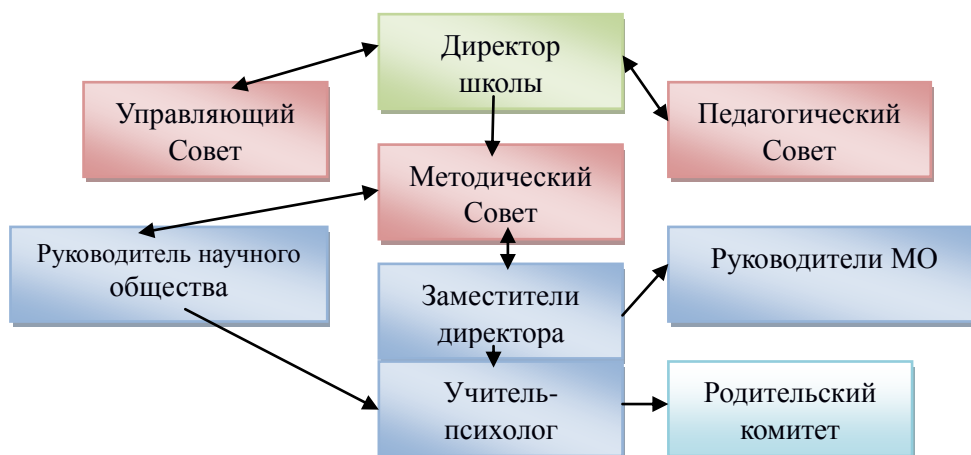 Директор
школы
Управляющий
Совет
Педагогический
Совет
Методический
Совет
Руководитель научного
общества
Заместители
директора
Руководители МО
Учитель-
психолог
Родительский
комитет